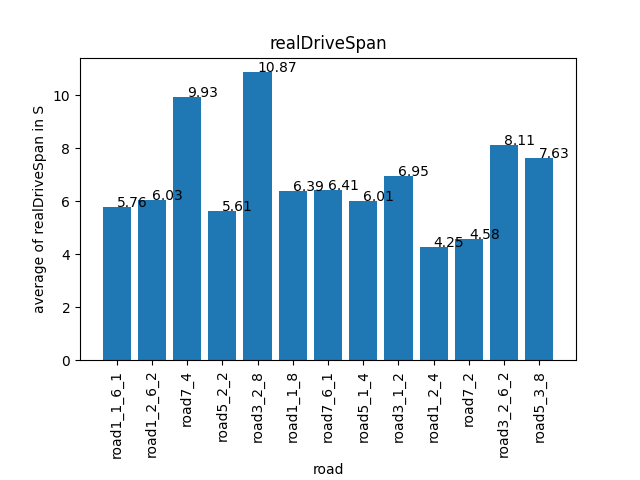 realDriveSpan
average of realDriveSpan in S
10
8
6
4
2
0
5.76
6.03
9.93
5.61
10.87
6.39
6.41
6.01
6.95
4.25
4.58
8.11
7.63
road1_1_6_1
road1_2_6_2
road7_4
road5_2_2
road3_2_8
road1_1_8
road7_6_1
road5_1_4
road3_1_2
road1_2_4
road7_2
road3_2_6_2
road5_3_8
road